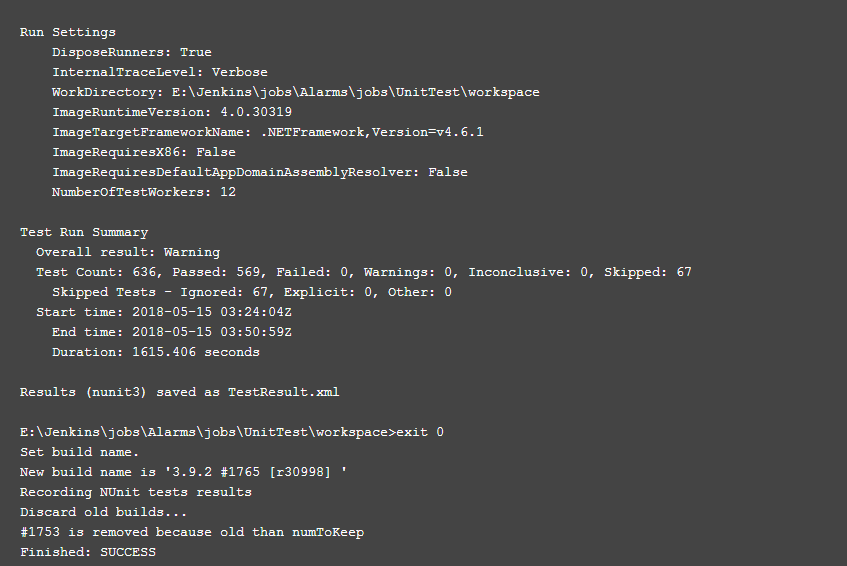 Run Settings
DisposeRunners: True
InternalTraceLevel: Verbose
WorkDirectory: E:\Jenkins\jobs\Alarms\jobs\UnitTest\workspace
ImageRuntimeVersion: 4.0.30319
ImageTargetFrameworkName: .NETFramework,Version=v4.6.1
ImageRequiresX86: False
ImageRequiresDefaultAppDomainAssemblyResolver: False
NumberOfTestWorkers: 12
Test Run Summary
Overall result: Warning
Test Count: 636, Passed: 569, Failed: 0, Warnings: 0, Inconclusive: 0, Skipped: 67
Skipped Tests - Ignored: 67, Explicit: 0, Other: 0
Start time: 2018-05-15 03:24:04Z
End time: 2018-05-15 03:50:59Z
Duration: 1615.406 seconds
Results (nunit3) saved as TestResult.xml
E:\Jenkins\jobs\Alarms\jobs\UnitTest\workspace>exit 0
Set build name.
New build name is '3.9.2 #1765 [r30998] '
Recording NUnit tests results
Discard old builds...
#1753 is removed because old than numToKeep
Finished: SUCCESS